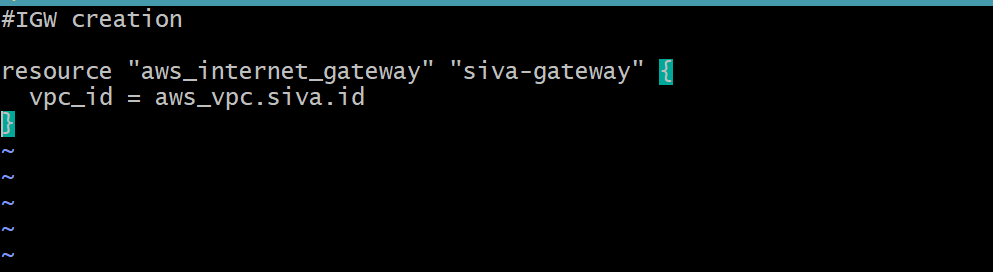 #IGW creation
resource "aws_internet_gateway" "siva-gateway" {
  vpc_id = aws_vpc.siva.id
}
~
~
~
~
~